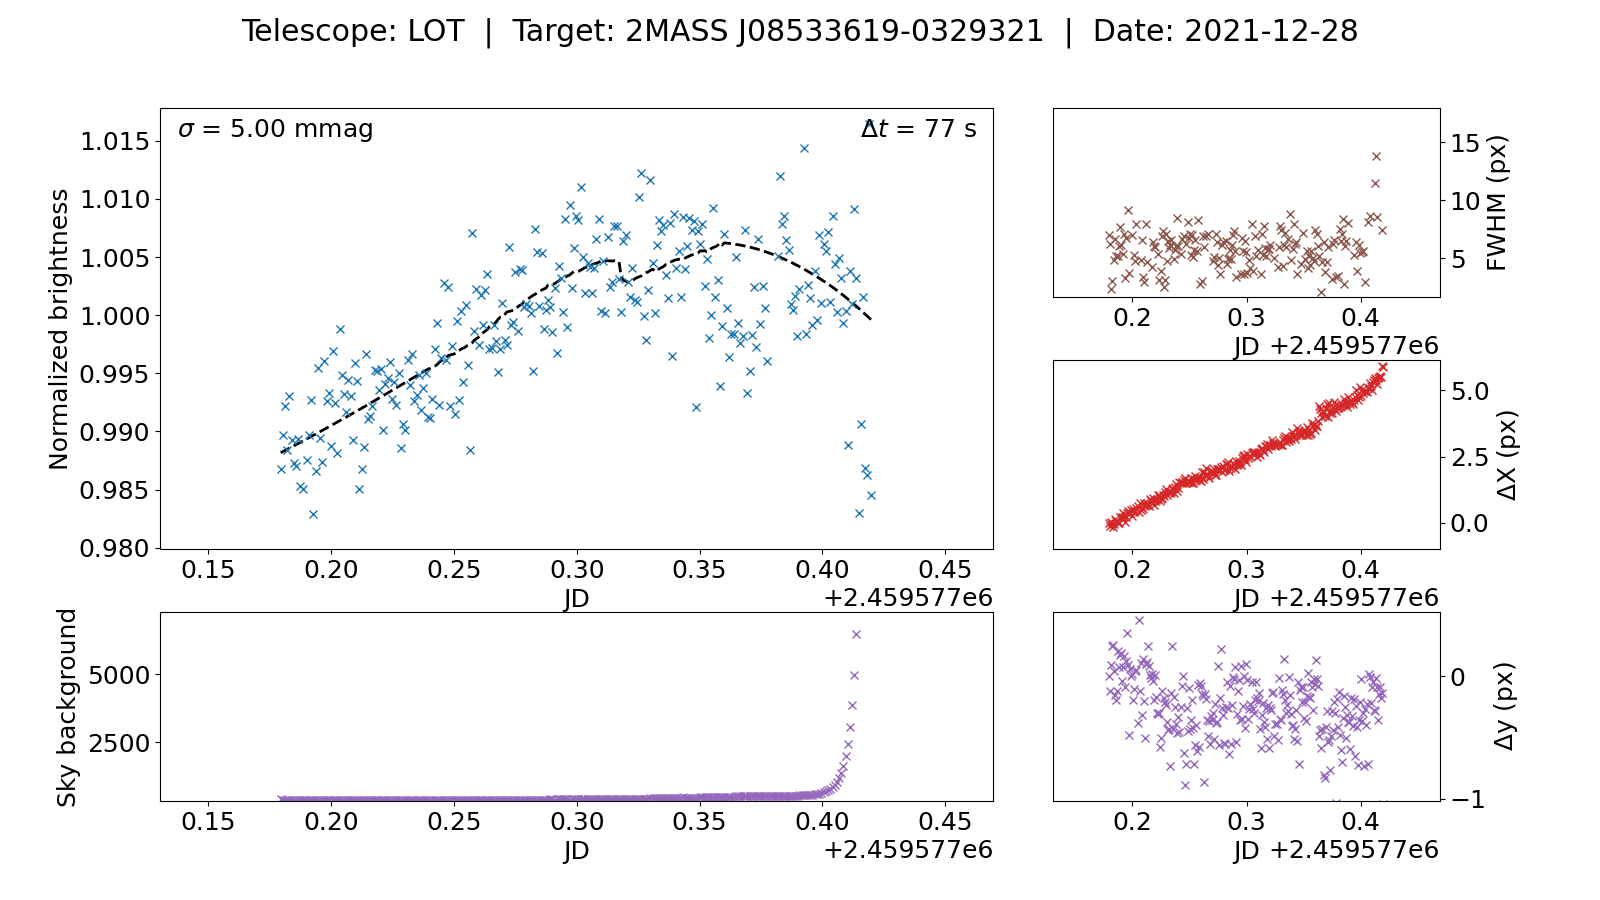 Telescope: LOT | Target: 2MASS J08533619-0329321 | Date: 2021-12-28
σ = 5.00 mmag
Δt = 77 s
Normalized brightness
1.015
1.010
1.005
1.000
0.995
0.990
0.985
0.980
0.15 0.20 0.25 0.30 0.35 0.40 0.45
JD
+2.459577e6
FWHM (px)
15
10
5
0.2 0.3 0.4
JD
+2.459577e6
ΔX (px)
5.0
2.5
0.0
0.2 0.3 0.4
JD
+2.459577e6
Sky background
5000
2500
0.15 0.20 0.25 0.30 0.35 0.40 0.45
JD
+2.459577e6
Δy (px)
0
−1
0.2 0.3 0.4
JD
+2.459577e6